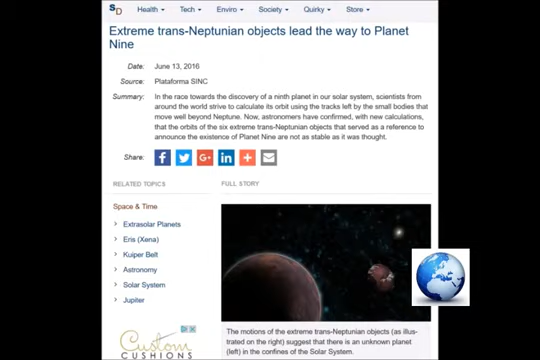 SD
Health Tech Enviro Society Quirky Store
Extreme trans-Neptunian objects lead the way to Planet
Nine
Date: June 13, 2016
Source: Plataforma SINC
Summary: In the race towards the discovery of a ninth planet in our solar system, scientists from
around the world strive to calculate its orbit using the tracks left by the small bodies that
move well beyond Neptune. Now, astronomers have confirmed, with new calculations,
that the orbits of the six extreme trans-Neptunian objects that served as a reference to
announce the existence of Planet Nine are not as stable as it was thought.
Share:
RELATED TOPICS
FULL STORY
Space & Time
Extrasolar Planets
Eris (Xena)
Kuiper Belt
Astronomy
Solar System
Jupiter
Custom
CUSHIONS
The motions of the extreme trans-Neptunian objects (as illus-
trated on the right) suggest that there is an unknown planet
(left) in the confines of the Solar System.